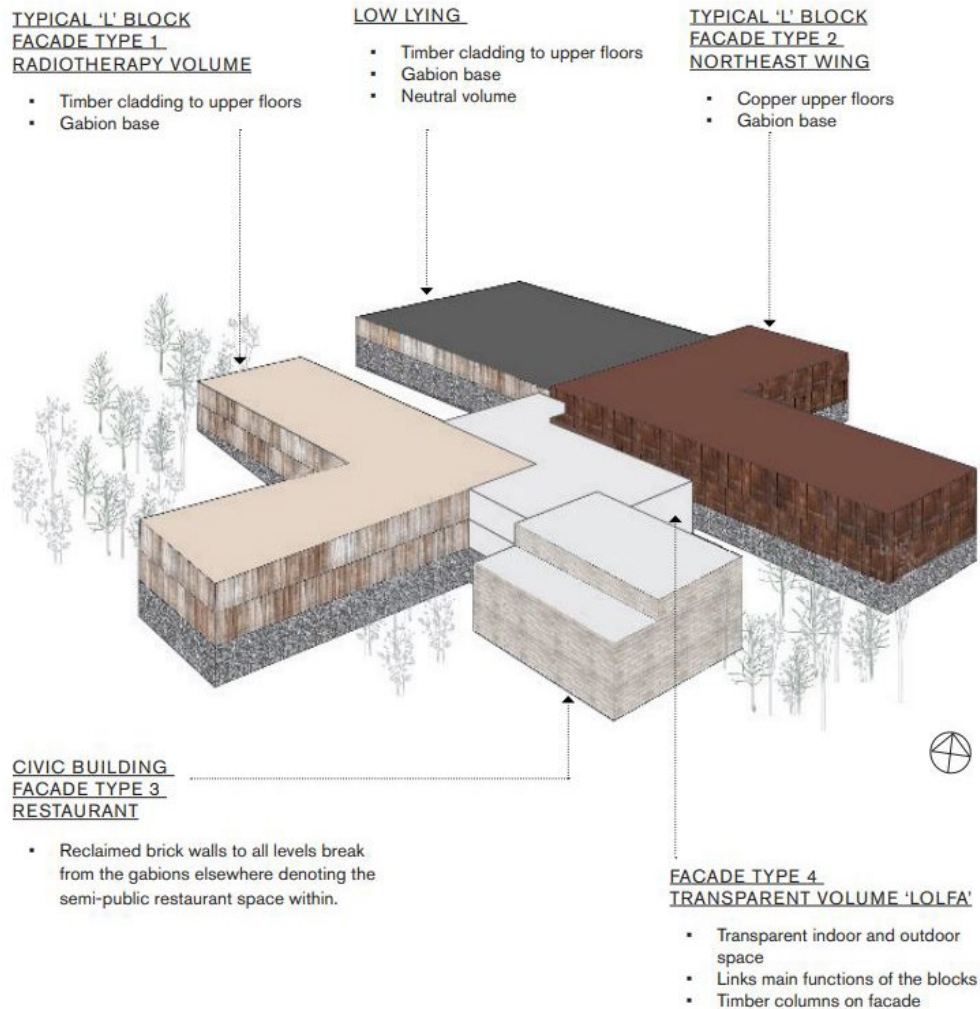 TYPICAL ‘L’ BLOCK
FACADE TYPE 1
RADIOTHERAPY VOLUME
▪ Timber cladding to upper floors
▪ Gabion base
LOW LYING
▪ Timber cladding to upper floors
▪ Gabion base
▪ Neutral volume
TYPICAL ‘L’ BLOCK
FACADE TYPE 2
NORTHEAST WING
▪ Copper upper floors
▪ Gabion base
CIVIC BUILDING
FACADE TYPE 3
RESTAURANT
▪ Reclaimed brick walls to all levels break
from the gabions elsewhere denoting the
semi-public restaurant space within.
FACADE TYPE 4
TRANSPARENT VOLUME ‘LOLFA’
▪ Transparent indoor and outdoor
space
▪ Links main functions of the blocks
▪ Timber columns on facade